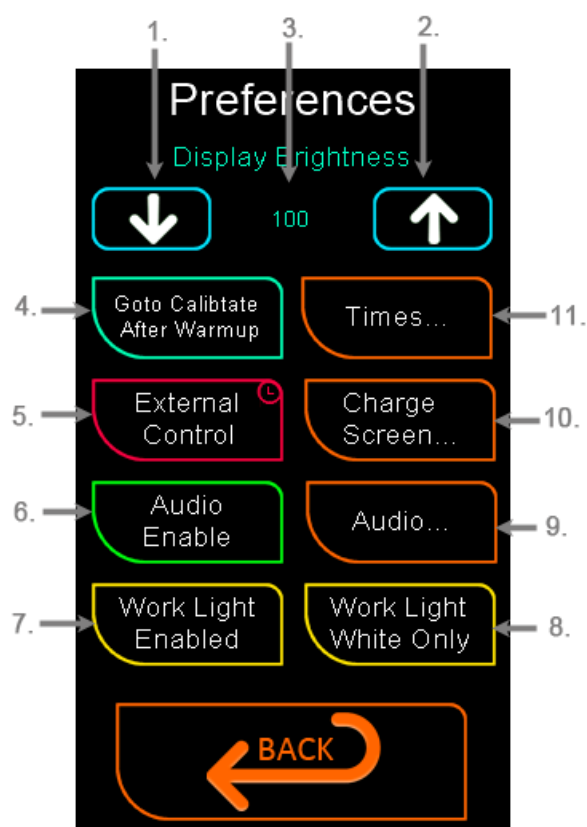 1. 3. 2.
Preferences
Display Brightness
100
4. Goto Calibtate
After Warmup
Times... 11.
5. External
Control
Charge
Screen... 10.
6. Audio
Enable
Audio... 9.
7. Work Light
Enabled
Work Light
White Only 8.
BACK